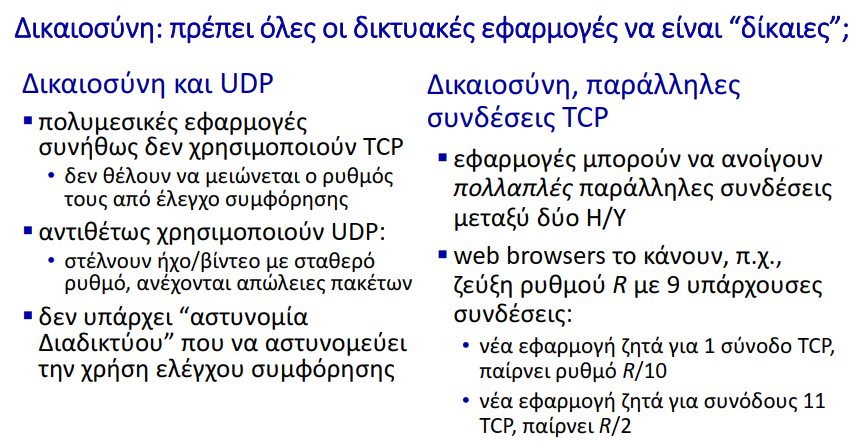 Δικαιοσύνη: πρέπει όλες οι δικτυακές εφαρμογές να είναι “δίκαιες”;
Δικαιοσύνη και UDP
▪ πολυμεσικές εφαρμογές
συνήθως δεν χρησιμοποιούν TCP
• δεν θέλουν να μειώνεται ο ρυθμός
τους από έλεγχο συμφόρησης
▪ αντιθέτως χρησιμοποιούν UDP:
• στέλνουν ήχο/βίντεο με σταθερό
ρυθμό, ανέχονται απώλειες πακέτων
▪ δεν υπάρχει “αστυνομία
Διαδικτύου” που να αστυνομεύει
την χρήση ελέγχου συμφόρησης
Δικαιοσύνη, παράλληλες
συνδέσεις TCP
▪ εφαρμογές μπορούν να ανοίγουν
πολλαπλές παράλληλες συνδέσεις
μεταξύ δύο Η/Υ
▪ web browsers το κάνουν, π.χ.,
ζεύξη ρυθμού R με 9 υπάρχουσες
συνδέσεις:
• νέα εφαρμογή ζητά για 1 σύνοδο TCP,
παίρνει ρυθμό R/10
• νέα εφαρμογή ζητά για συνόδους 11
TCP, παίρνει R/2